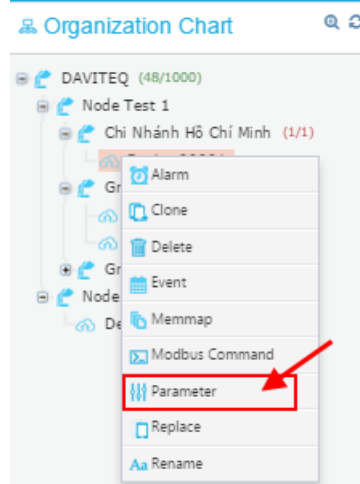 Organization Chart
DAVITEQ (48/1000)
Node Test 1
Chi Nhánh Hồ Chí Minh (1/1)
Alarm
Gr
Clone
Delete
Gr
Event
Node
Memmap
De
Modbus Command
Parameter
Replace
Aa Rename